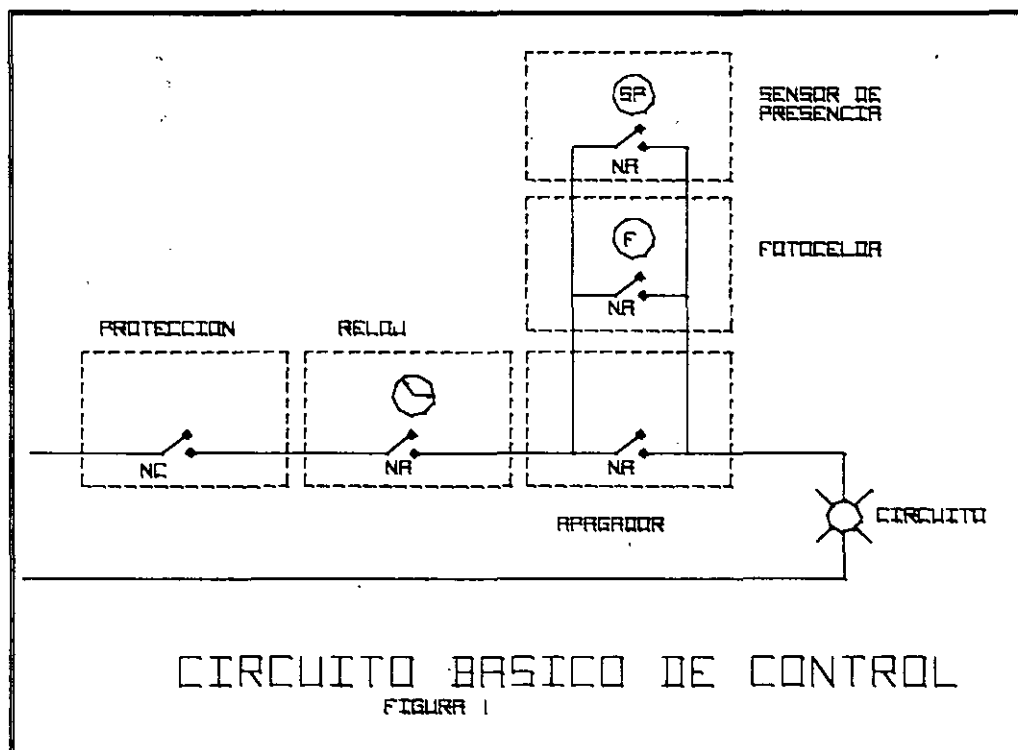 SP
SENSOR DE
PRESENCIA
NA
F
FOTOCELDA
NA
PROTECCION
RELOJ
NC
NA
NA
APAGADOR
CIRCUITO
CIRCUITO BASICO DE CONTROL
FIGURA 1